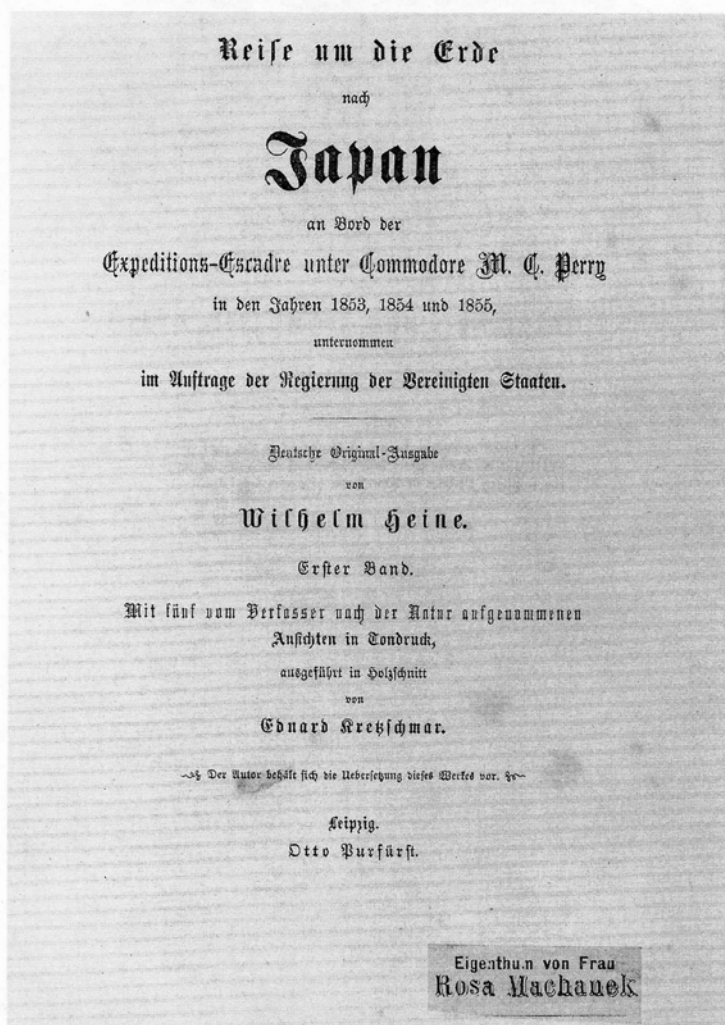 Reise um die Erde
nach
Japan
an Bord der
Expeditions-Escadre unter Commodore M. C. Perry
in den Jahren 1853, 1854 und 1855,
unternommen
im Auftrage der Regierung der Vereinigten Staaten.
Deutsche Original-Ausgabe
von
Wilhelm Heine.
Erster Band.
Mit fünf vom Verfasser nach der Natur aufgenommenen
Ansichten in Tondruck,
ausgeführt in Holzschnitt
von
Eduard Kretzschmar.
Der Autor behält sich die Uebersetzung dieses Werkes vor.
Leipzig.
Otto Purfürst.
Eigenthum von Frau
Rosa Machanek